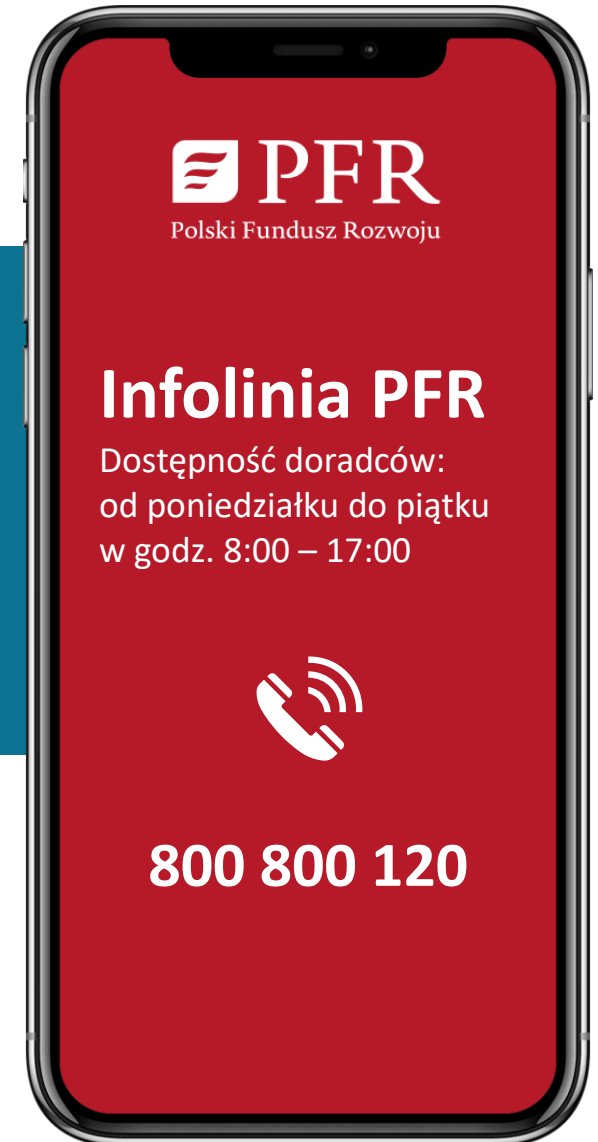 PFR
Polski Fundusz Rozwoju
Infolinia PFR
Dostępność doradców:
od poniedziałku do piątku
w godz. 8:00 – 17:00
800 800 120